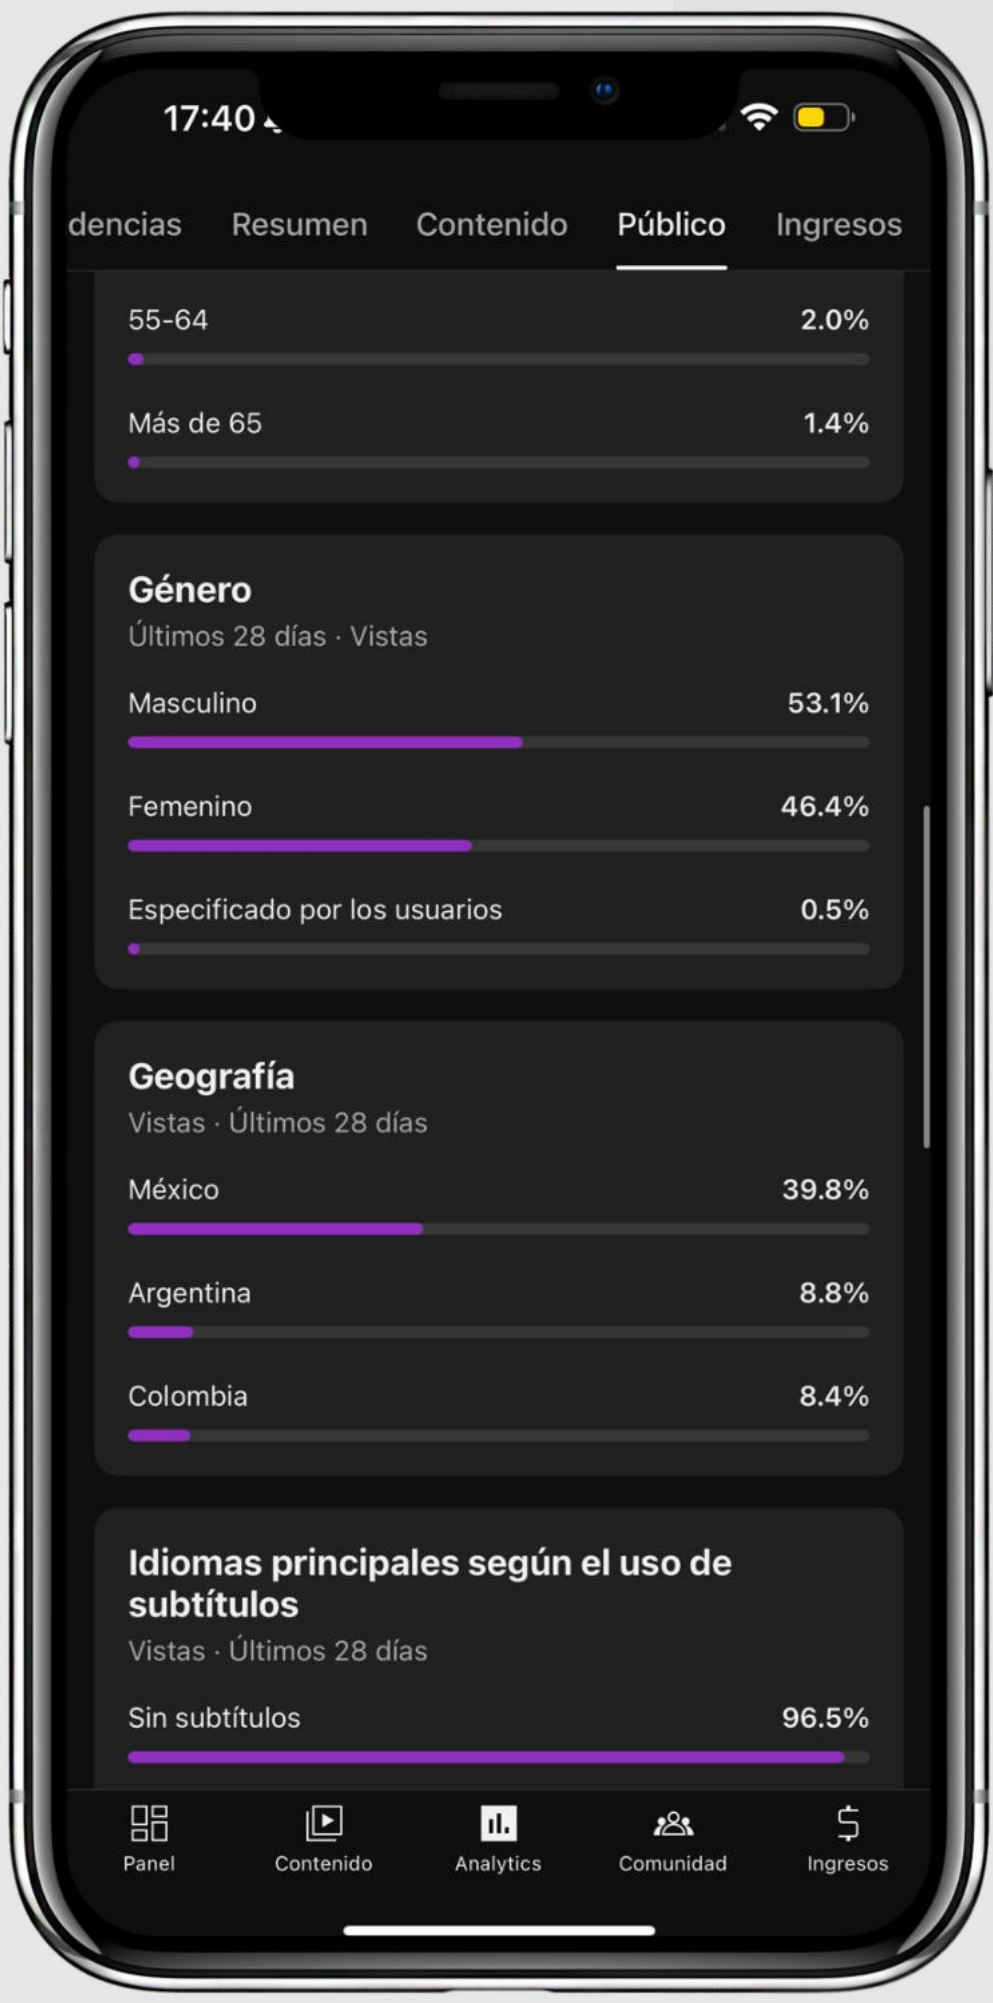 17:40
dencias Resumen Contenido Público Ingresos
55-64 2.0%
Más de 65 1.4%
Género
Últimos 28 días · Vistas
Masculino 53.1%
Femenino 46.4%
Especificado por los usuarios 0.5%
Geografía
Vistas · Últimos 28 días
México 39.8%
Argentina 8.8%
Colombia 8.4%
Idiomas principales según el uso de
subtítulos
Vistas · Últimos 28 días
Sin subtítulos 96.5%
Panel Contenido Analytics Comunidad Ingresos